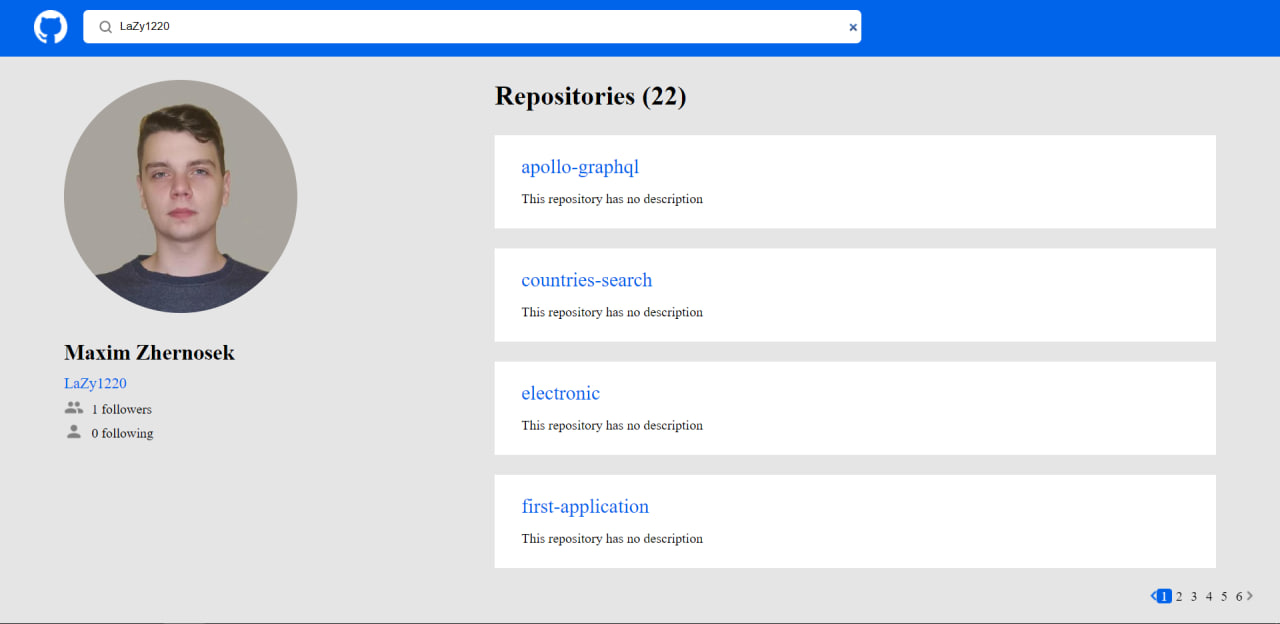 LaZy1220
Repositories (22)
apollo-graphql
This repository has no description
countries-search
This repository has no description
electronic
This repository has no description
first-application
This repository has no description
Maxim Zhernosek
LaZy1220
1 followers
0 following
1 2 3 4 5 6